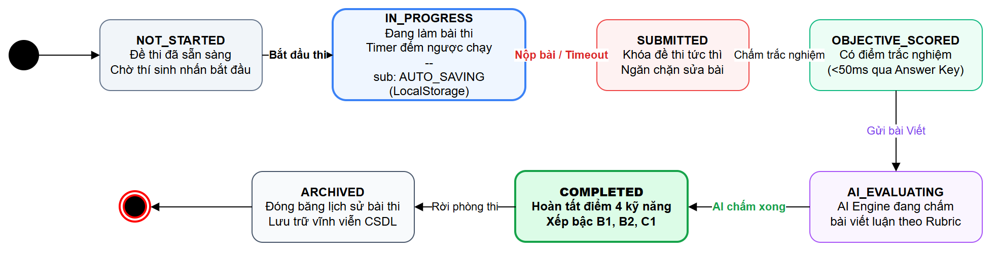 NOT_STARTED
Đề thi đã sẵn sàng
Chờ thí sinh nhấn bắt đầu
Bắt đầu thi
IN_PROGRESS
Đang làm bài thi
Timer đếm ngược chạy
--
sub: AUTO_SAVING
(LocalStorage)
Nộp bài / Timeout
SUBMITTED
Khóa đề thi tức thì
Ngăn chặn sửa bài
Chấm trắc nghiệm
OBJECTIVE_SCORED
Có điểm trắc nghiệm
(<50ms qua Answer Key)
Gửi bài Viết
AI_EVALUATING
AI Engine đang chấm
bài viết luận theo Rubric
AI chấm xong
COMPLETED
Hoàn tất điểm 4 kỹ năng
Xếp bậc B1, B2, C1
Rời phòng thi
ARCHIVED
Đóng băng lịch sử bài thi
Lưu trữ vĩnh viễn CSDL